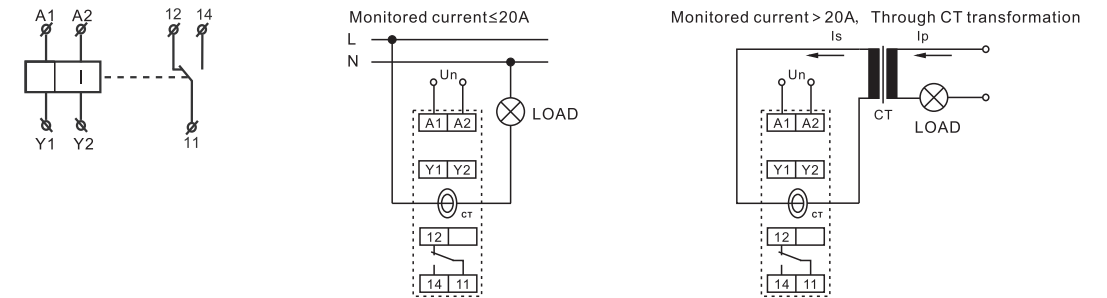 A1 A2
12 14
I
Y1 Y2
11
Monitored current≤20A
L
N
Un
LOAD
A1 A2
Y1 Y2
CT
12
14 11
Monitored current > 20A, Through CT transformation
Is
Ip
Un
CT
LOAD
A1 A2
Y1 Y2
CT
12
14 11